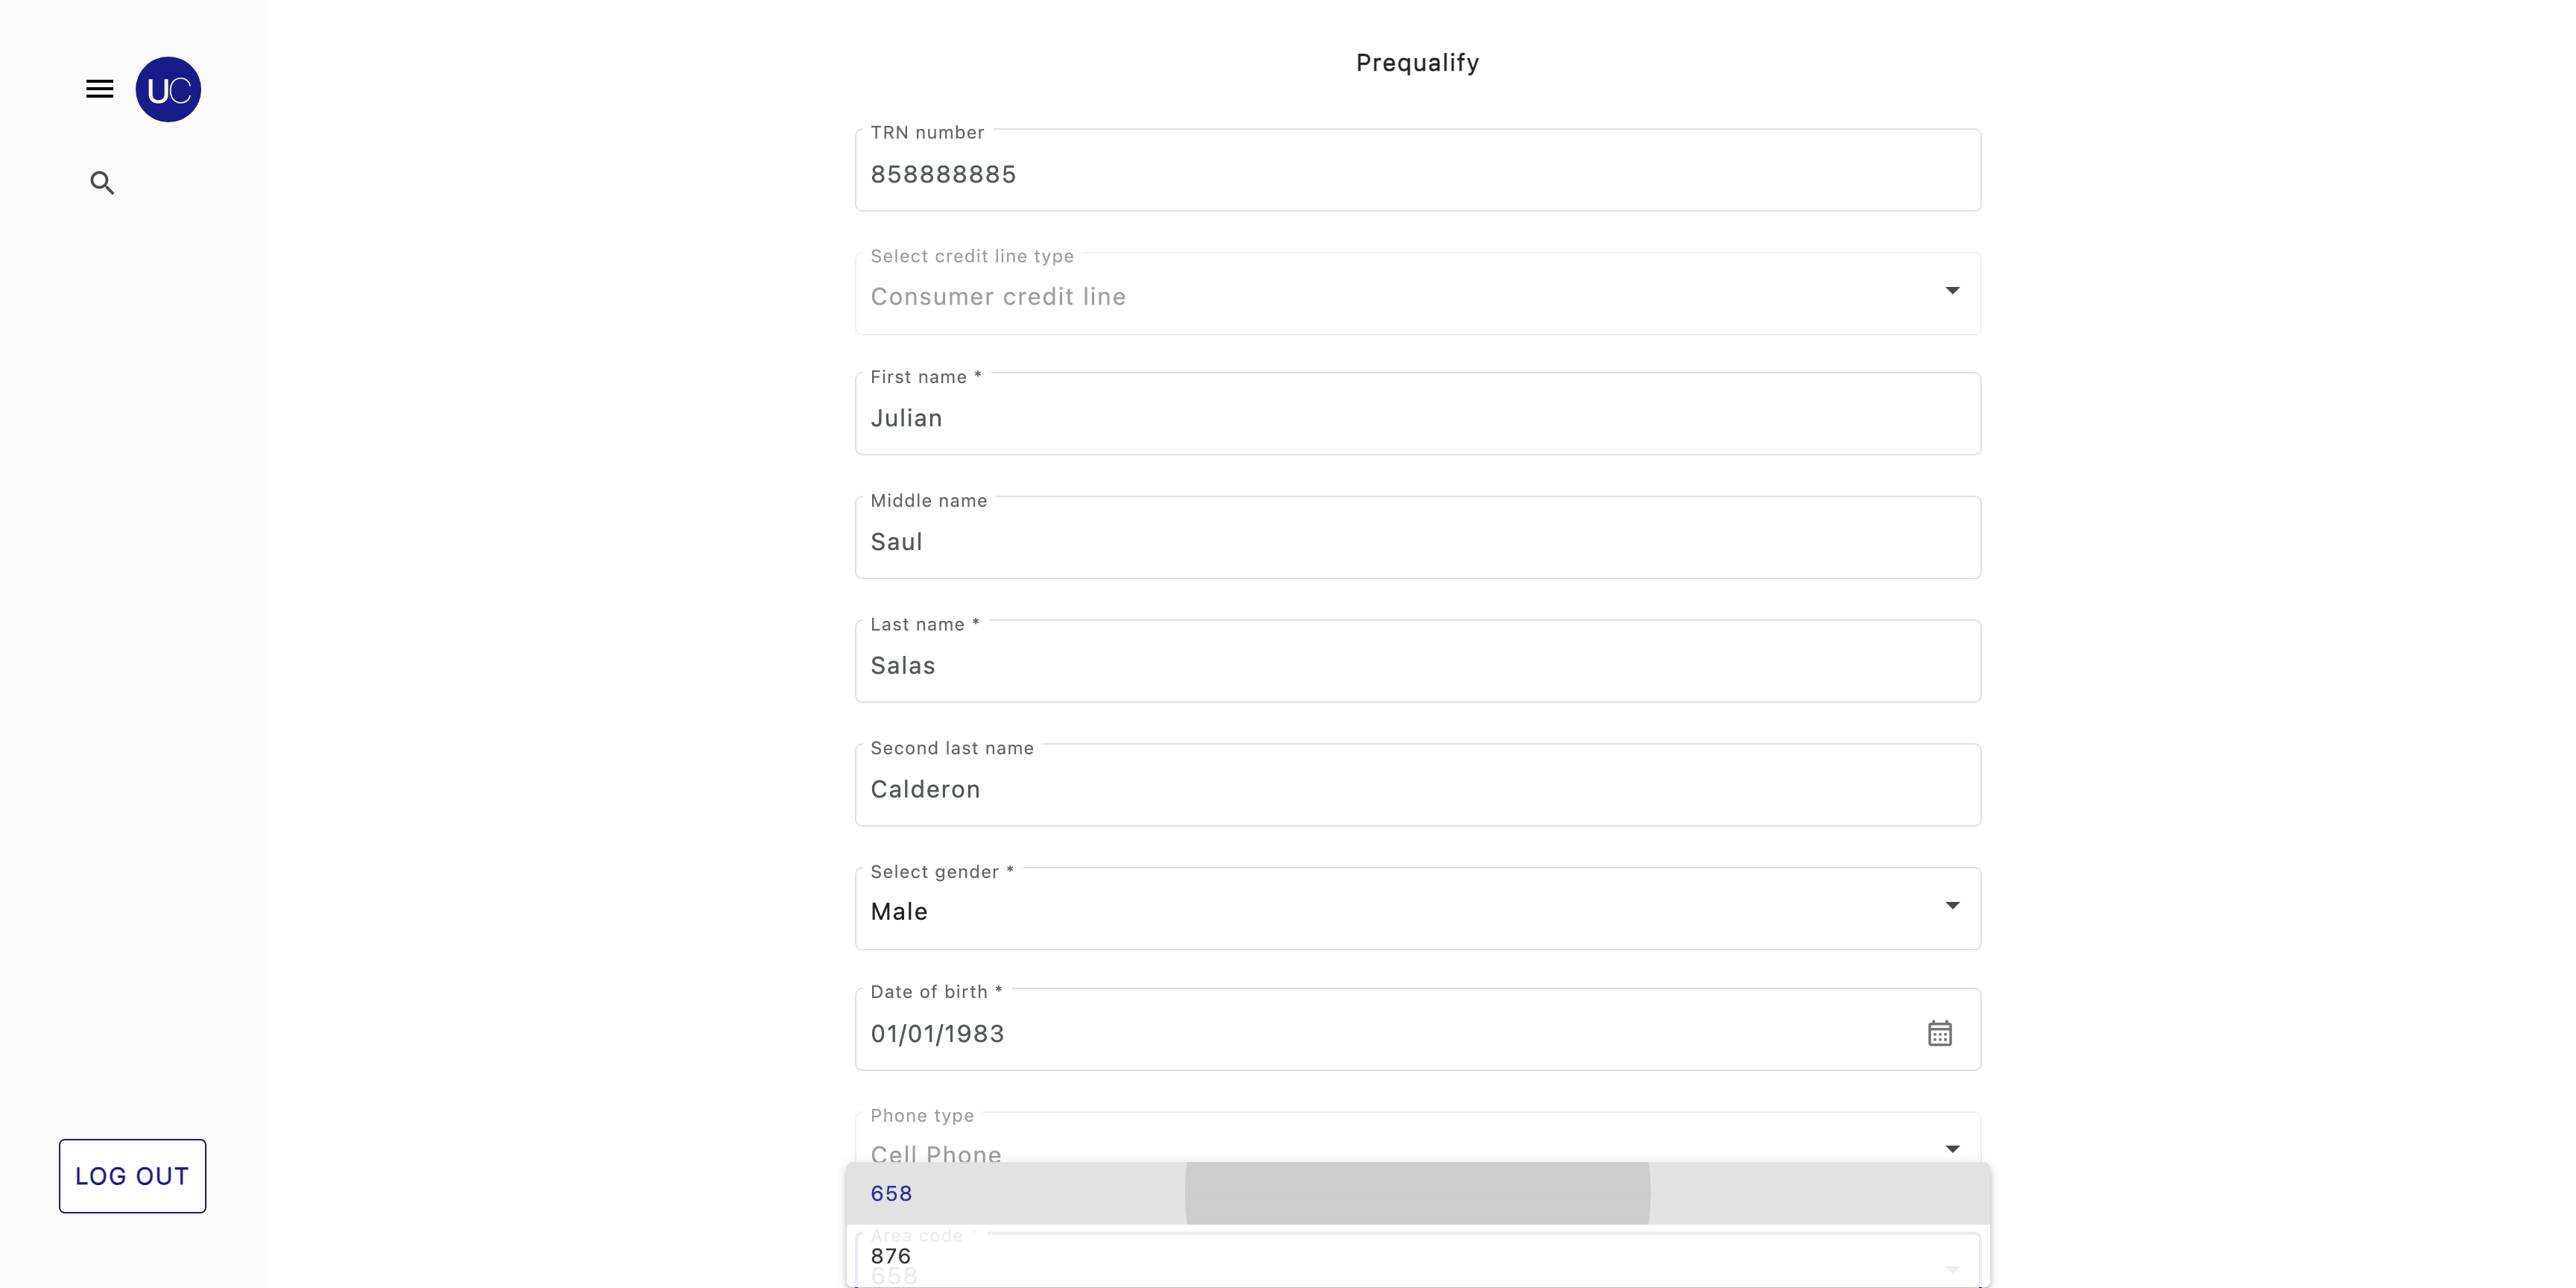 Prequalify
UC
TRN number
858888885
Select credit line type
Consumer credit line
First name *
Julian
Middle name
Saul
Last name *
Salas
Second last name
Calderon
Select gender *
Male
Date of birth *
01/01/1983
Phone type
Cell Phone
LOG OUT
658
Area code *
876
658